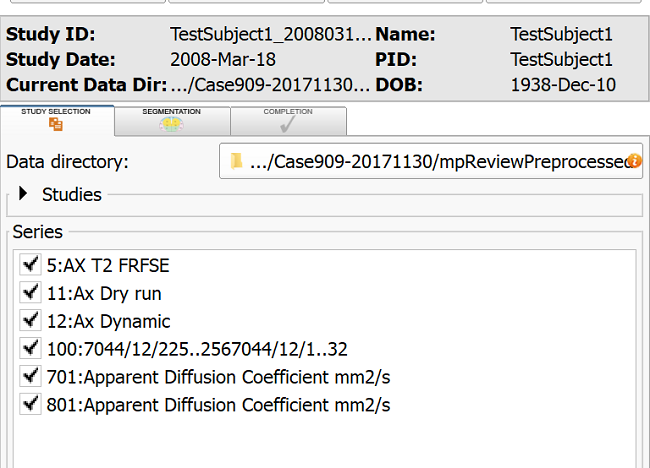 Study ID: TestSubject1_2008031... Name: TestSubject1
Study Date: 2008-Mar-18 PID: TestSubject1
Current Data Dir: .../Case909-20171130... DOB: 1938-Dec-10
STUDY SELECTION SEGMENTATION COMPLETION
Data directory: .../Case909-20171130/mpReviewPreprocessed
Studies
Series
5:AX T2 FRFSE
11:Ax Dry run
12:Ax Dynamic
100:7044/12/225..2567044/12/1..32
701:Apparent Diffusion Coefficient mm2/s
801:Apparent Diffusion Coefficient mm2/s